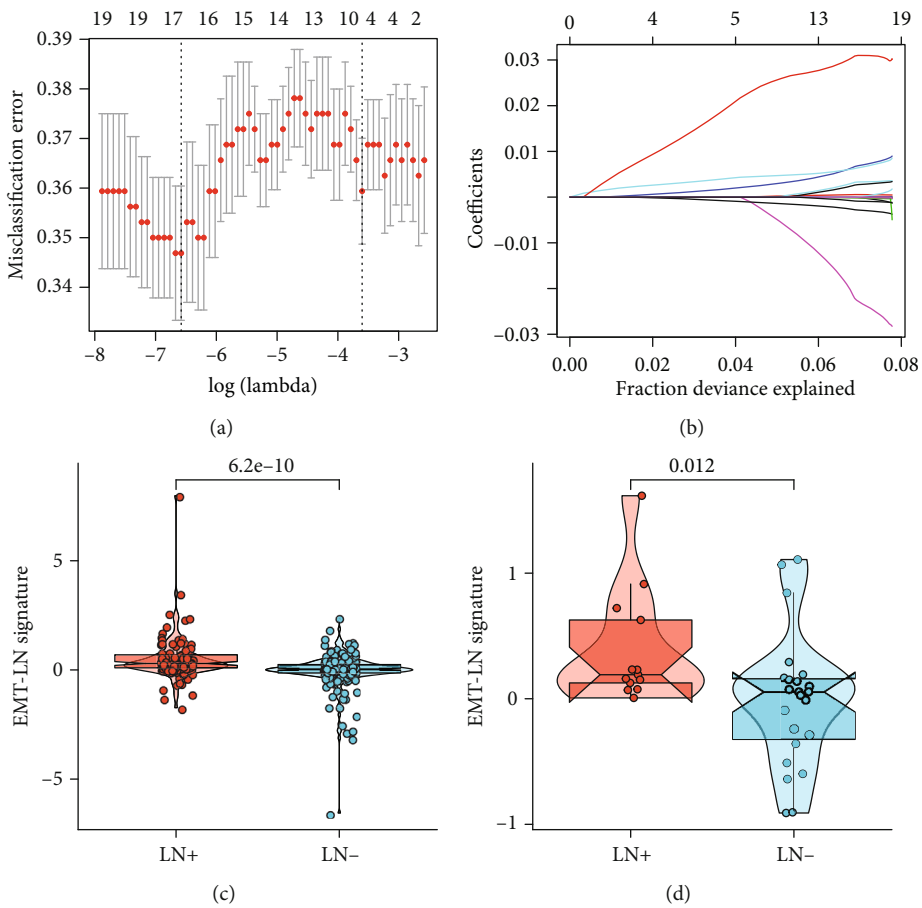 19 19 17 16 15 14 13 10 4 4 2
0.39
0.38
0.37
0.36
0.35
0.34
Misclassification error
−8 −7 −6 −5 −4 −3
log (lambda)
(a)
0 4 5 13 19
0.03
0.02
0.01
−0.01
−0.03
Coefficients
0.00 0.02 0.04 0.06 0.08
Fraction deviance explained
(b)
6.2e−10
5
0
−5
EMT-LN signature
LN+ LN−
(c)
0.012
1
0
−1
EMT-LN signature
LN+ LN−
(d)